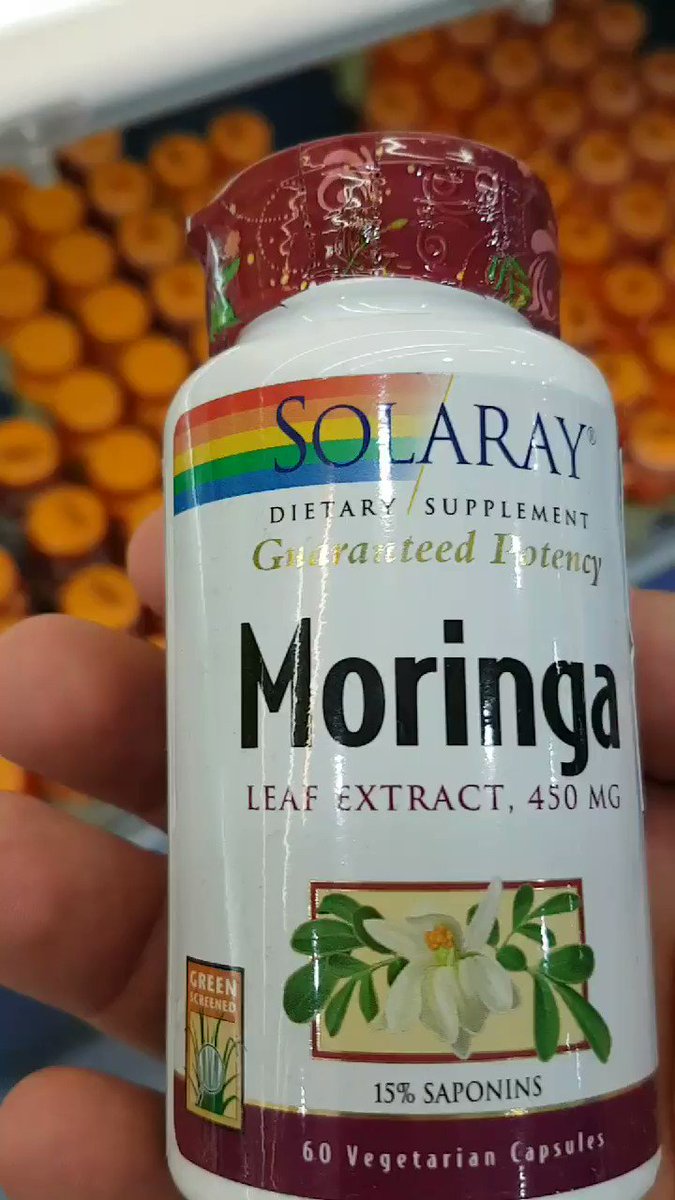 SOLARAY®
DIETARY SUPPLEMENT
Guaranteed Potency
Moringa
LEAF EXTRACT, 450 MG
GREEN
SCREENED
15% SAPONINS
60 Vegetarian Capsules